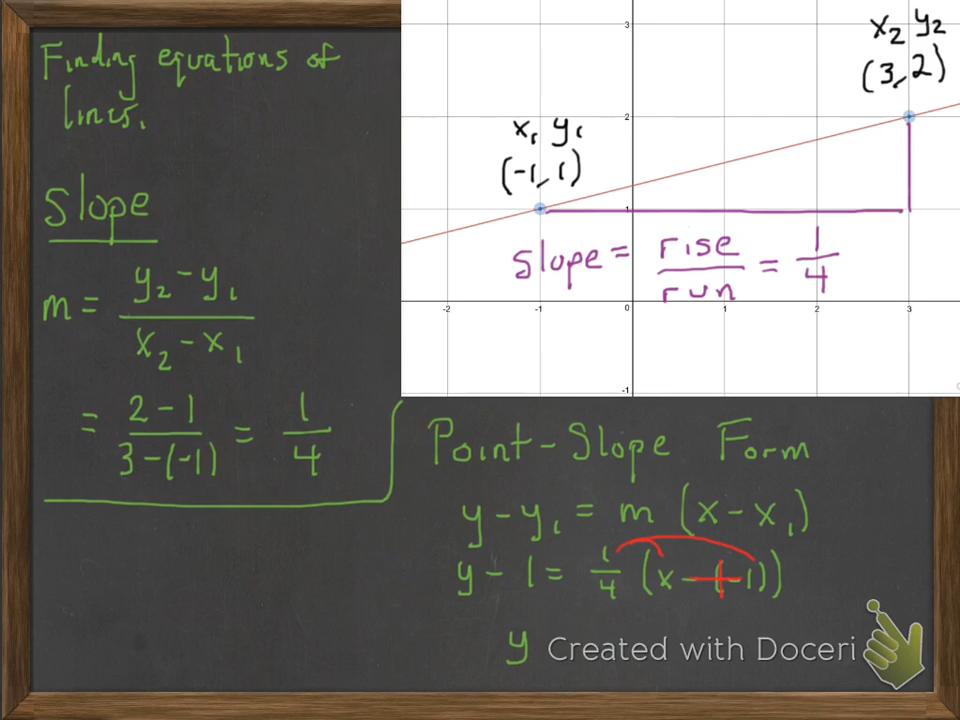 Finding equations of
lines.
Slope
m = y₂ - y₁
x₂ - x₁
= 2 - 1
3 - (-1)
= 1
4
3
2
1
-2
-1
0
1
2
3
-1
x₁ y₁
(-1, 1)
x₂ y₂
(3, 2)
Slope = rise
run
= 1
4
Point-Slope Form
y - y₁ = m (x - x₁)
y - 1 = 1/4 (x - (-1))
y
Created with Doceri